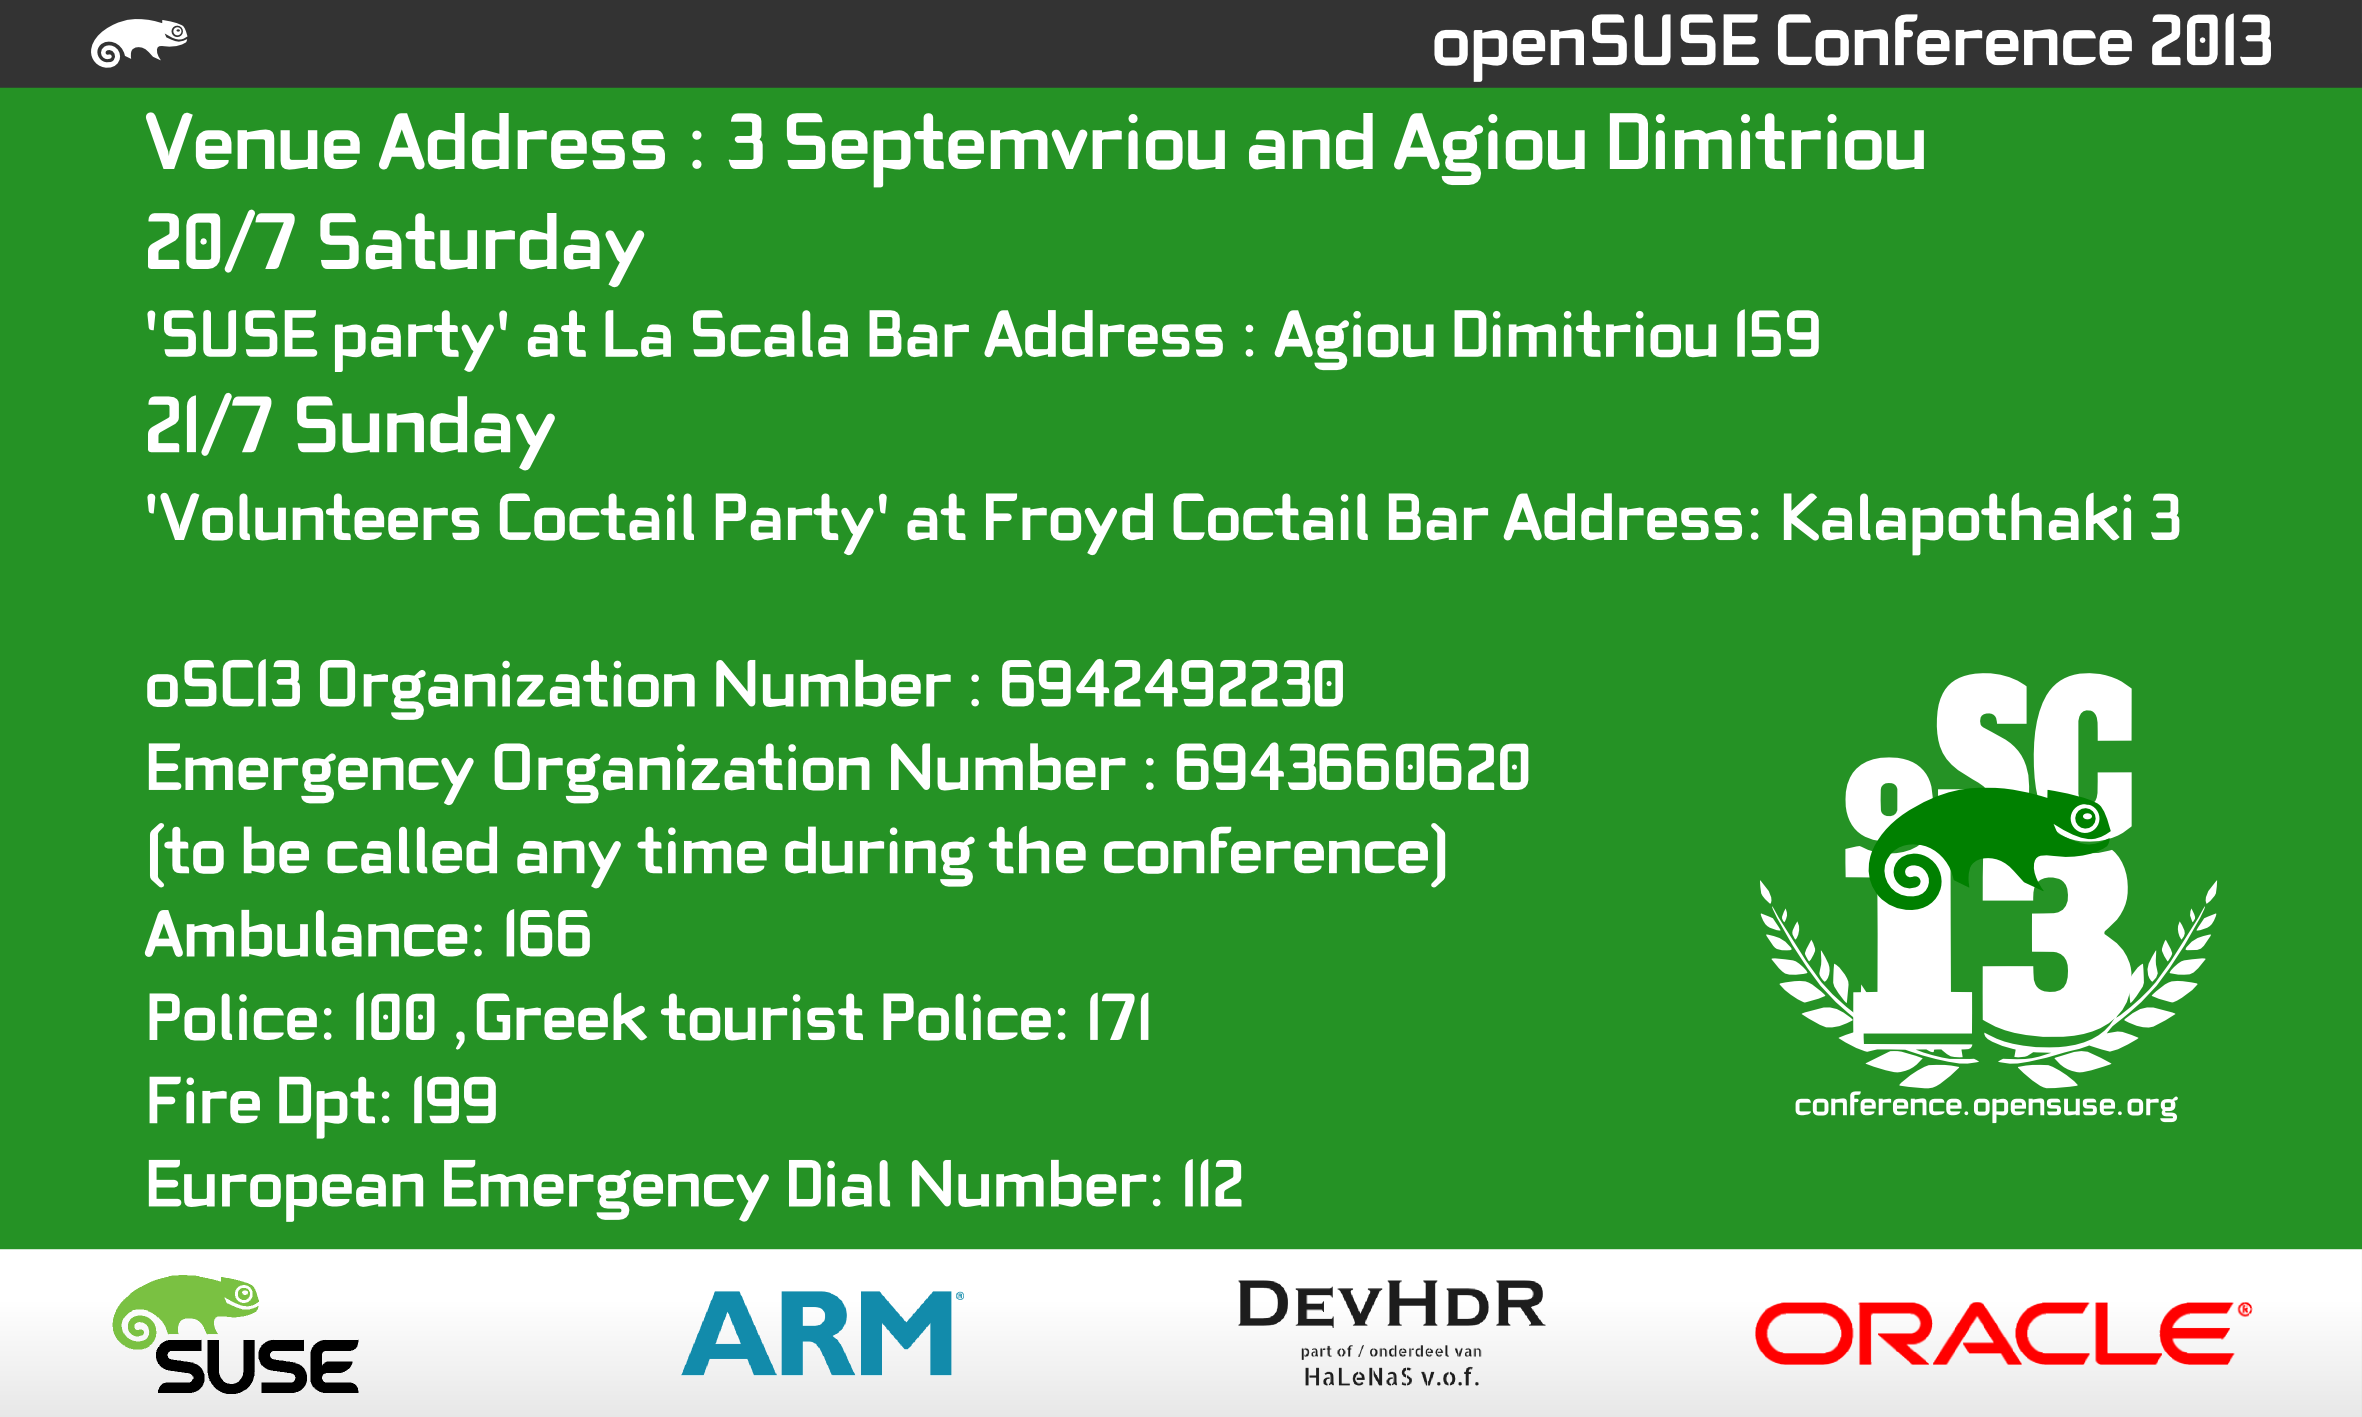 openSUSE Conference 2013
Venue Address : 3 Septemvriou and Agiou Dimitriou
20/7 Saturday
'SUSE party' at La Scala Bar Address : Agiou Dimitriou 159
21/7 Sunday
'Volunteers Coctail Party' at Froyd Coctail Bar Address: Kalapothaki 3
oSC13 Organization Number : 6942492230
Emergency Organization Number : 6943660620
(to be called any time during the conference)
Ambulance: 166
Police: 100 ,Greek tourist Police: 171
Fire Dpt: 199
European Emergency Dial Number: 112
oSC
13
conference.opensuse.org
SUSE
ARM®
DEVHDR
part of / onderdeel van
HaLeNaS v.o.f.
ORACLE®